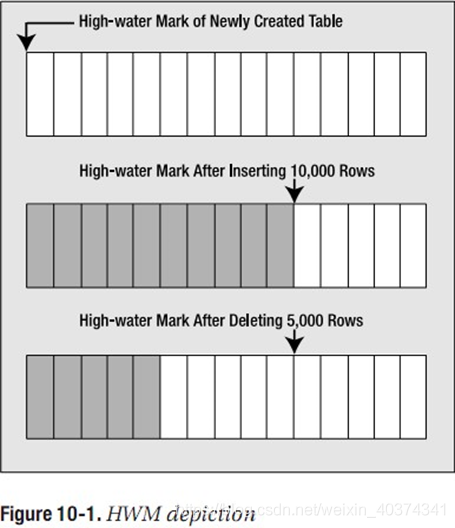 High-water Mark of Newly Created Table
High-water Mark After Inserting 10,000 Rows
High-water Mark After Deleting 5,000 Rows
Figure 10-1. HWM depiction
https://blog.csdn.net/weixin_40374341